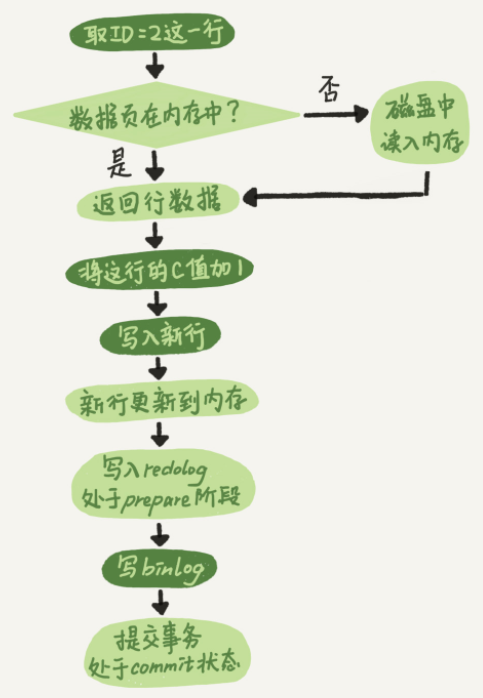 取ID=2这一行
数据页在内存中？
否
磁盘中
读入内存
是
返回行数据
将这行的C值加1
写入新行
新行更新到内存
写入redolog
处于prepare阶段
写binlog
提交事务
处于commit状态